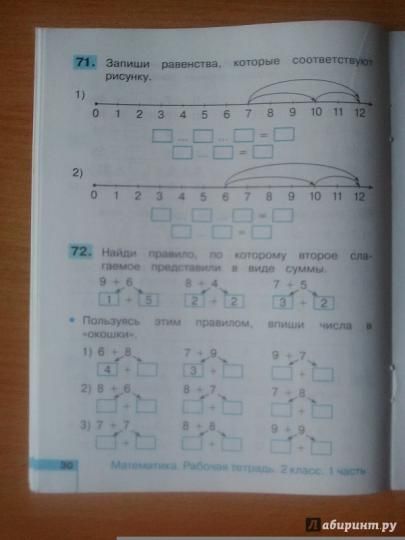 71. Запиши равенства, которые соответствуют
рисунку.
1)
0 1 2 3 4 5 6 7 8 9 10 11 12
... ... =
... =
2)
0 1 2 3 4 5 6 7 8 9 10 11 12
... ... =
... =
72. Найди правило, по которому второе сла-
гаемое представили в виде суммы.
9 + 6 8 + 4 7 + 5
1 + 5 2 + 2 3 + 2
• Пользуясь этим правилом, впиши числа в
«окошки».
1) 6 + 8 7 + 9 9 + 7
4 + 3 + +
2) 8 + 6 8 + 7 7 + 8
+ + +
3) 7 + 7 8 + 8 9 + 9
+ + +
30 Математика. Рабочая тетрадь. 2 класс. 1 часть
Лабиринт.ру